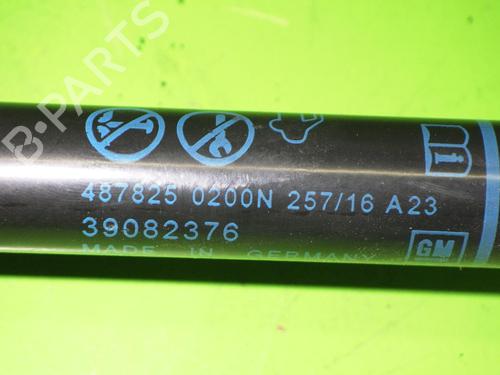 B-PARTS
487825 0200N 257/16 A23
39082376
MADE IN GERMANY
i
GM